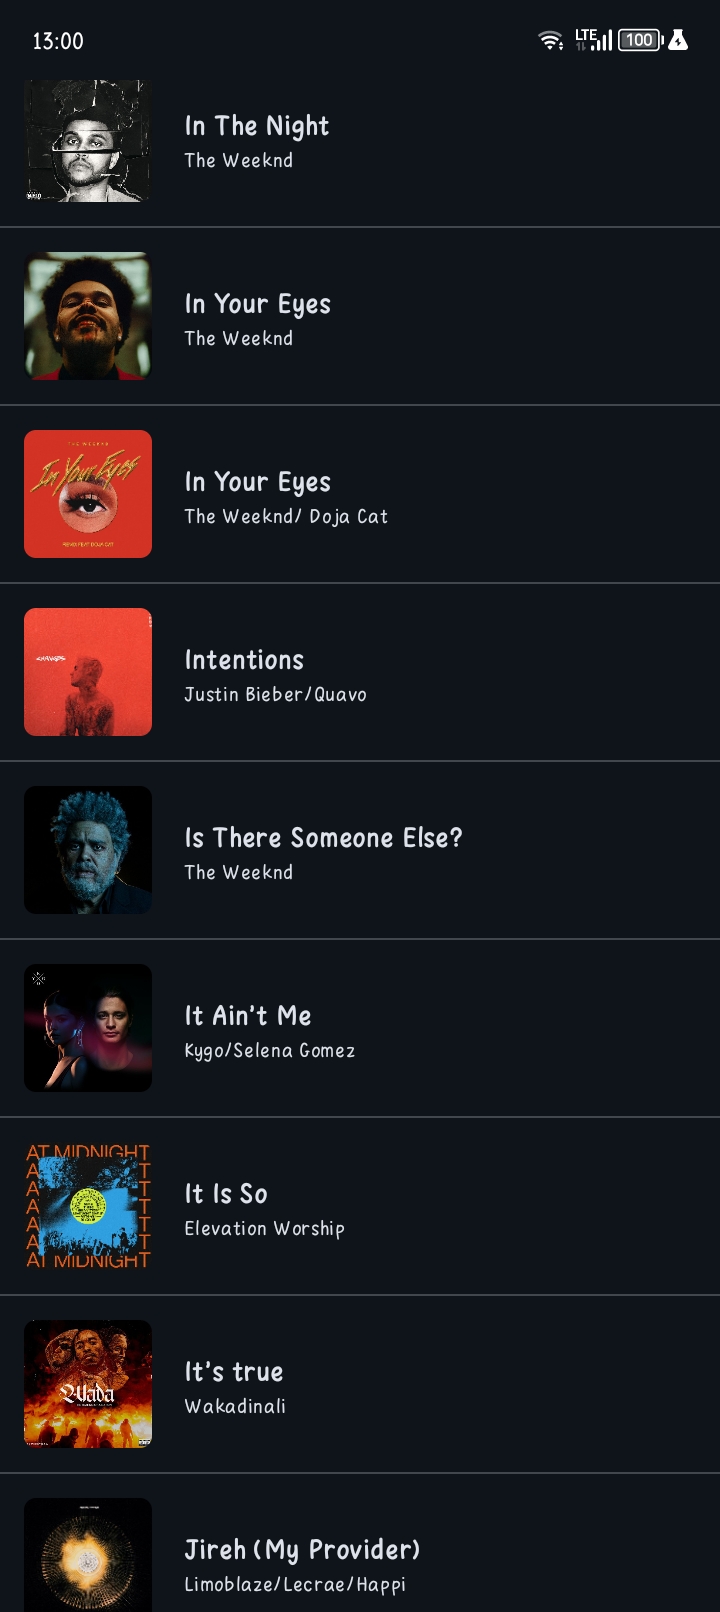 13:00
LTE
100
In The Night
The Weeknd
In Your Eyes
The Weeknd
THE WEEKND
In Your Eyes
REMIX FEAT DOJA CAT
In Your Eyes
The Weeknd/ Doja Cat
CHANGES
Intentions
Justin Bieber/Quavo
Is There Someone Else?
The Weeknd
It Ain't Me
Kygo/Selena Gomez
AT MIDNIGHT
A T
A T
A T
A T
A T
AT MIDNIGHT
It Is So
Elevation Worship
Wada
It's true
Wakadinali
Jireh (My Provider)
Limoblaze/Lecrae/Happi